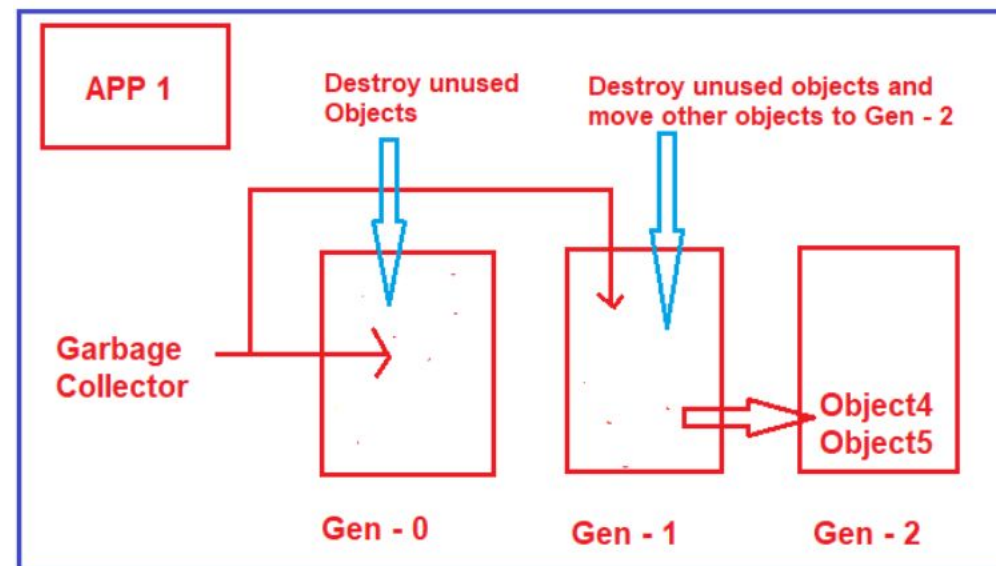 APP 1
Destroy unused
Objects
Destroy unused objects and
move other objects to Gen - 2
Garbage
Collector
Object4
Object5
Gen - 0
Gen - 1
Gen - 2